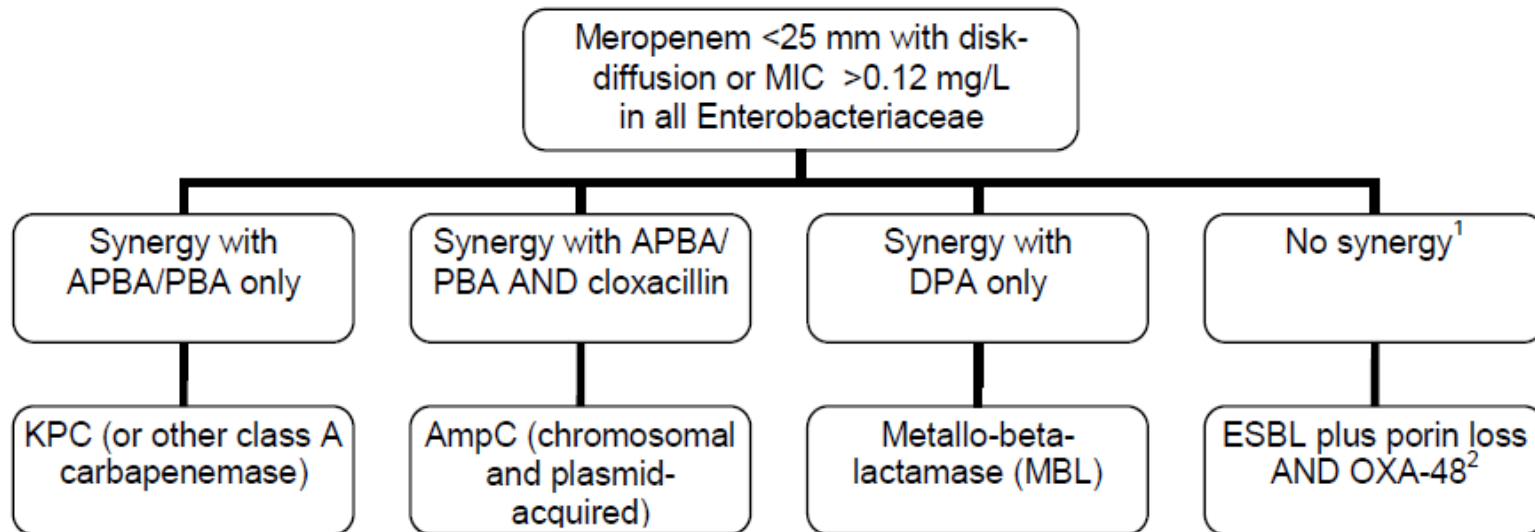 Meropenem <25 mm with disk-
diffusion or MIC >0.12 mg/L
in all Enterobacteriaceae
Synergy with
APBA/PBA only
Synergy with APBA/
PBA AND cloxacillin
Synergy with
DPA only
No synergy¹
KPC (or other class A
carbapenemase)
AmpC (chromosomal
and plasmid-
acquired)
Metallo-beta-
lactamase (MBL)
ESBL plus porin loss
AND OXA-48²